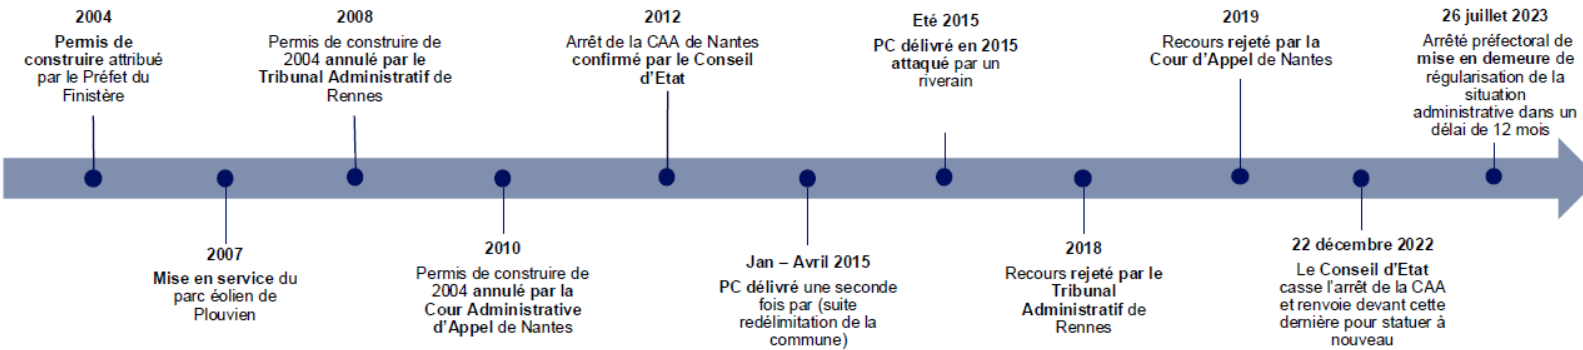 2004
Permis de
construire attribué
par le Préfet du
Finistère
2007
Mise en service du
parc éolien de
Plouvien
2008
Permis de construire de
2004 annulé par le
Tribunal Administratif de
Rennes
2010
Permis de construire de
2004 annulé par la
Cour Administrative
d'Appel de Nantes
2012
Arrêt de la CAA de Nantes
confirmé par le Conseil
d'Etat
Jan – Avril 2015
PC délivré une seconde
fois par (suite
redélimitation de la
commune)
Eté 2015
PC délivré en 2015
attaqué par un
riverain
2018
Recours rejeté par le
Tribunal
Administratif de
Rennes
2019
Recours rejeté par la
Cour d'Appel de Nantes
22 décembre 2022
Le Conseil d'Etat
casse l'arrêt de la CAA
et renvoie devant cette
dernière pour statuer à
nouveau
26 juillet 2023
Arrêté préfectoral de
mise en demeure de
régularisation de la
situation
administrative dans un
délai de 12 mois